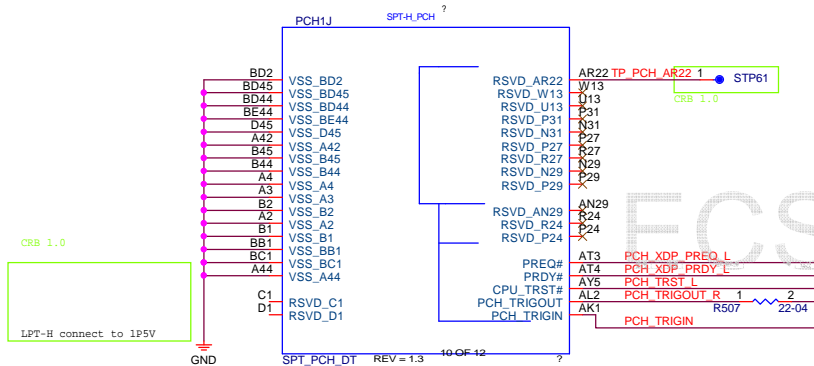 ?
PCH1J
SPT-H_PCH
BD2 VSS_BD2
BD45 VSS_BD45
BD44 VSS_BD44
BE44 VSS_BE44
D45 VSS_D45
A42 VSS_A42
B45 VSS_B45
B44 VSS_B44
A4 VSS_A4
A3 VSS_A3
B2 VSS_B2
A2 VSS_A2
B1 VSS_B1
BB1 VSS_BB1
BC1 VSS_BC1
A44 VSS_A44
C1 RSVD_C1
D1 RSVD_D1
RSVD_AR22 AR22 TP_PCH_AR22 1 STP61
CRB 1.0
RSVD_W13 W13
RSVD_U13 U13
RSVD_P31 P31
RSVD_N31 N31
RSVD_P27 P27
RSVD_R27 R27
RSVD_N29 N29
RSVD_P29 P29
RSVD_AN29 AN29
RSVD_R24 R24
RSVD_P24 P24
PREQ# AT3 PCH_XDP_PREQ_L
PRDY# AT4 PCH_XDP_PRDY_L
CPU_TRST# AY5 PCH_TRST_L
PCH_TRIGOUT AL2 PCH_TRIGOUT_R 1 2
R507 22-04
PCH_TRIGIN AK1 PCH_TRIGIN
ECS
CRB 1.0
LPT-H connect to 1P5V
GND
SPT_PCH_DT REV = 1.3 10 OF 12 ?